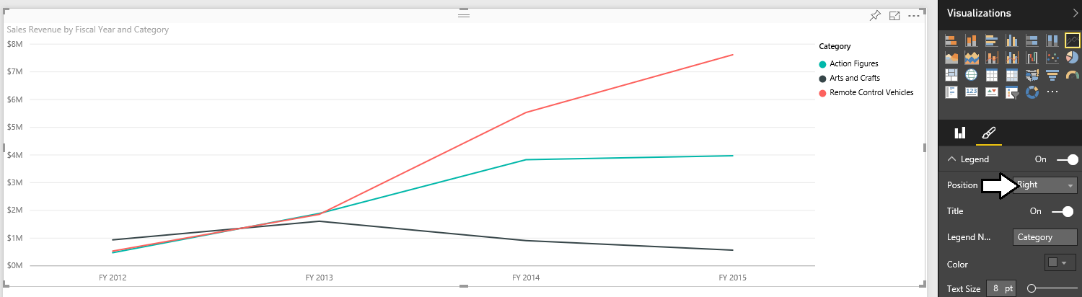 Sales Revenue by Fiscal Year and Category
$8M
$7M
$6M
$5M
$4M
$3M
$2M
$1M
$0M
FY 2012 FY 2013 FY 2014 FY 2015
Category
Action Figures
Arts and Crafts
Remote Control Vehicles
Visualizations
Legend On
Position Right
Title On
Legend N... Category
Color
Text Size 8 pt